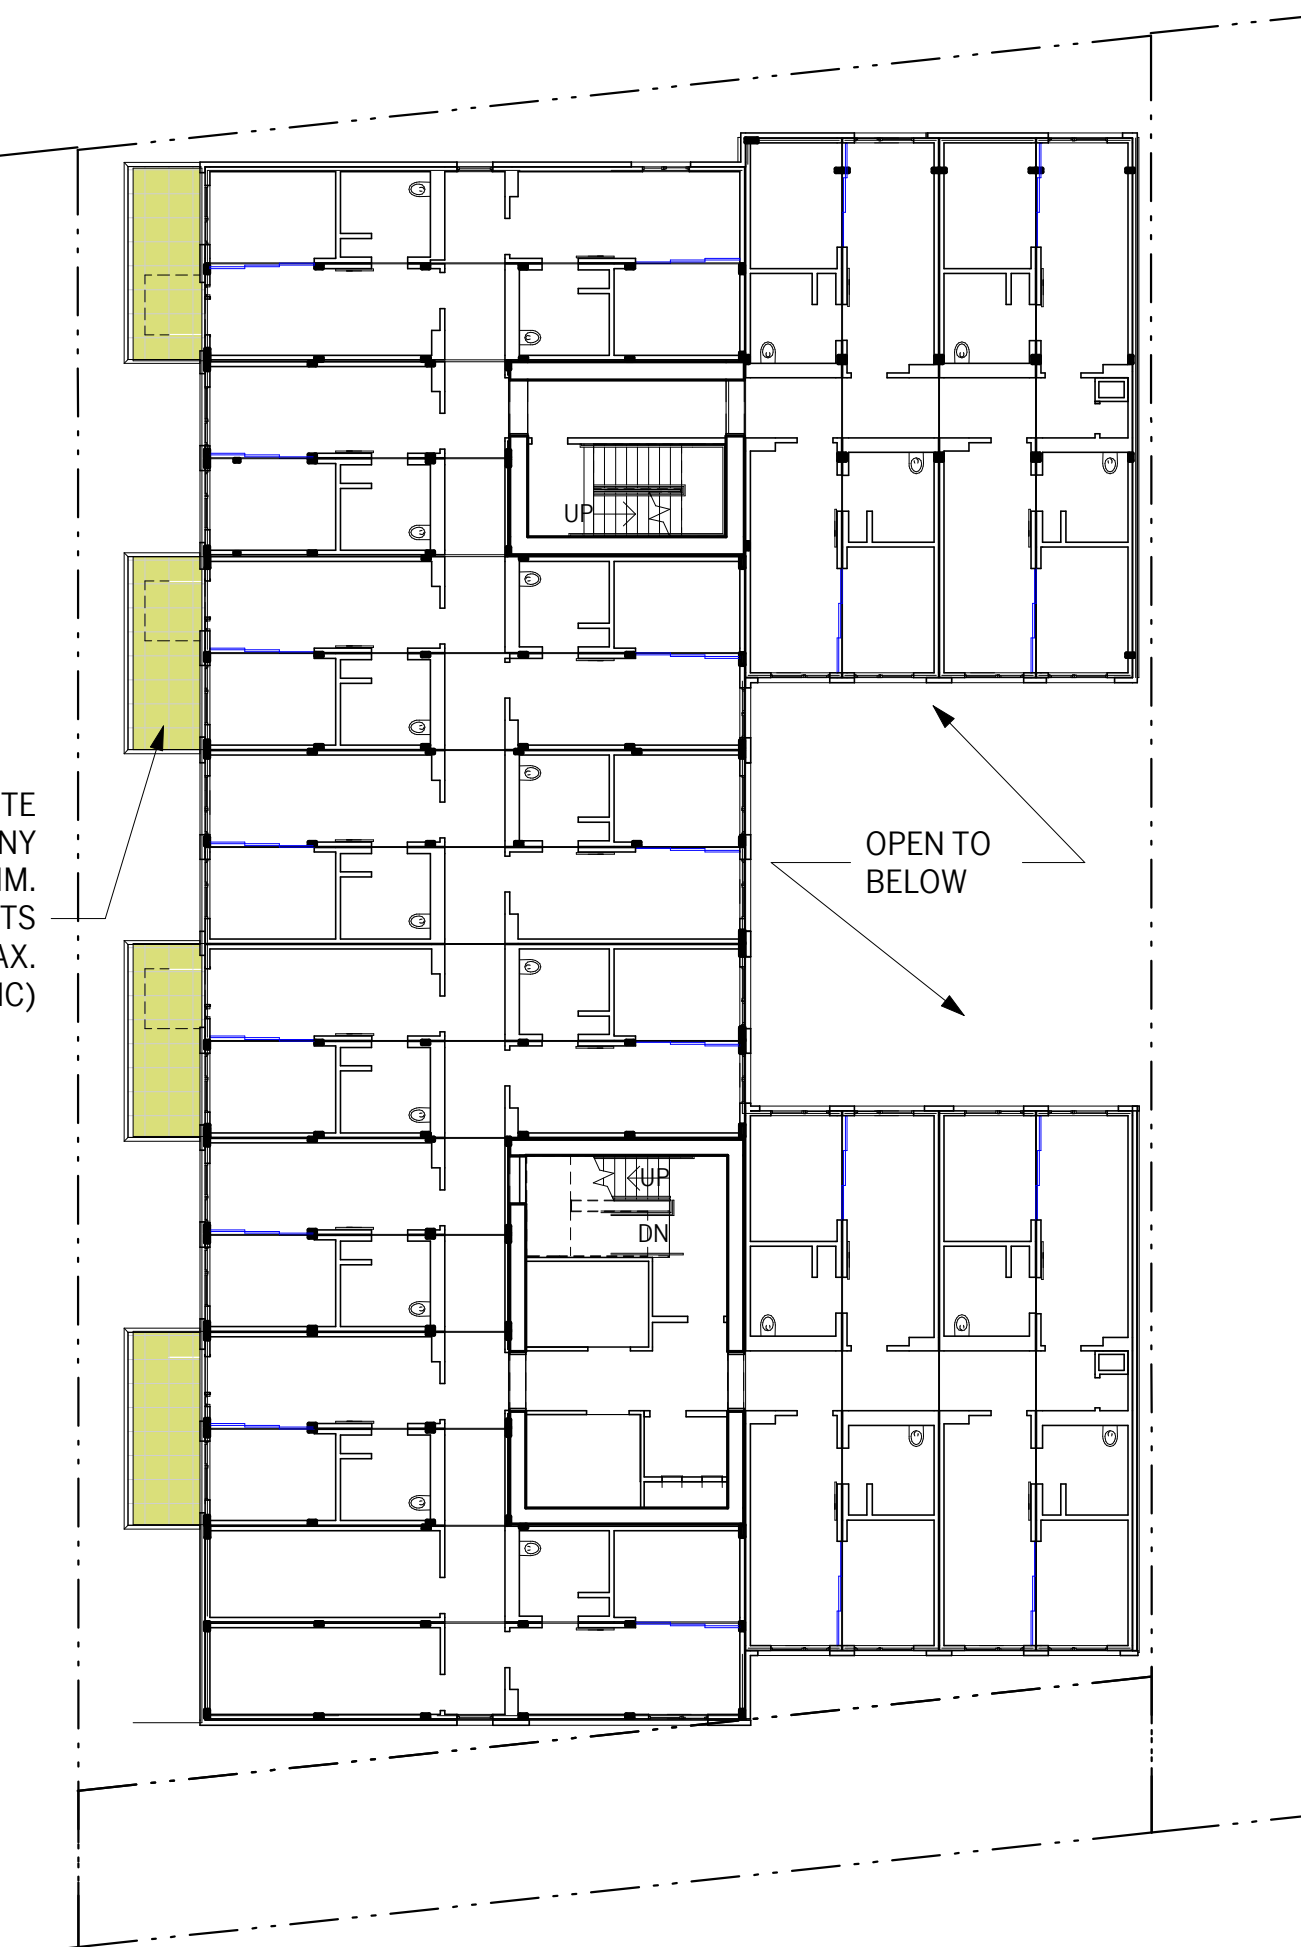 UP
TE
NY
IM.
TS
AX.
IC)
OPEN TO
BELOW
UP
DN